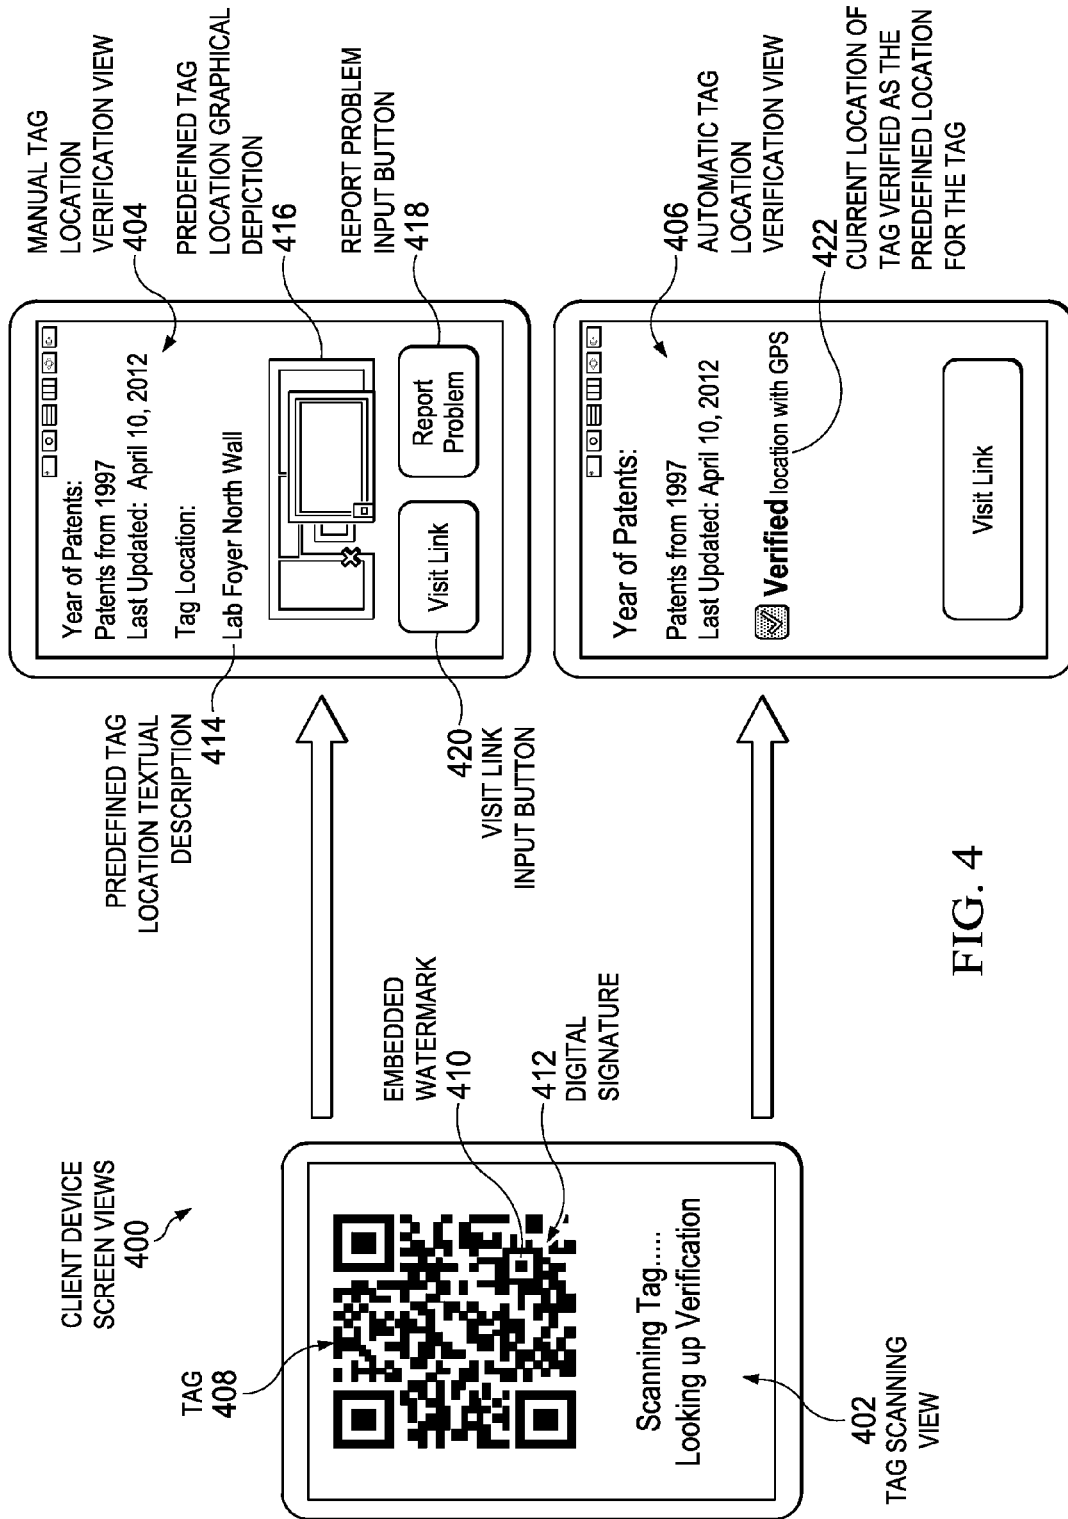 CLIENT DEVICE
SCREEN VIEWS
400
TAG
408
EMBEDDED
WATERMARK
410
412
DIGITAL
SIGNATURE
Scanning Tag.....
Looking up Verification
402
TAG SCANNING
VIEW
MANUAL TAG
LOCATION
VERIFICATION VIEW
404
PREDEFINED TAG
LOCATION GRAPHICAL
DEPICTION
416
REPORT PROBLEM
INPUT BUTTON
418
PREDEFINED TAG
LOCATION TEXTUAL
DESCRIPTION
414
420
VISIT LINK
INPUT BUTTON
Year of Patents:
Patents from 1997
Last Updated: April 10, 2012
Tag Location:
Lab Foyer North Wall
Visit Link
Report
Problem
406
AUTOMATIC TAG
LOCATION
VERIFICATION VIEW
422
CURRENT LOCATION OF
TAG VERIFIED AS THE
PREDEFINED LOCATION
FOR THE TAG
Year of Patents:
Patents from 1997
Last Updated: April 10, 2012
Verified location with GPS
Visit Link
FIG. 4